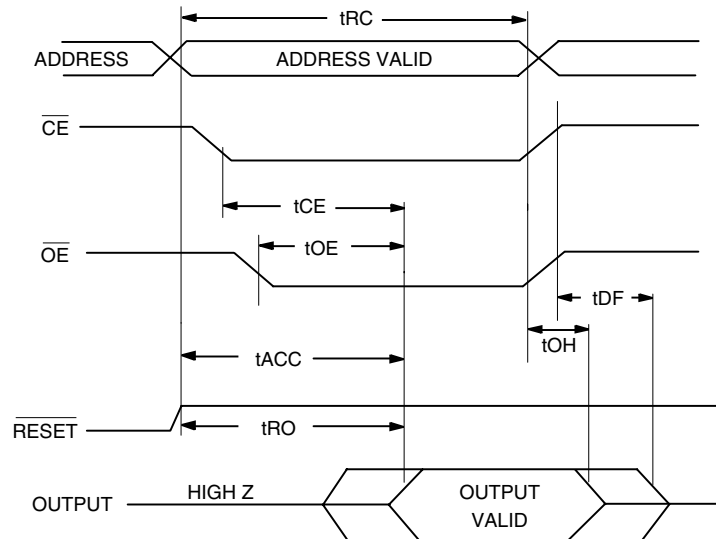 tRC
ADDRESS
ADDRESS VALID
CE
tCE
tOE
OE
tDF
tOH
tACC
RESET
tRO
OUTPUT
HIGH Z
OUTPUT
VALID